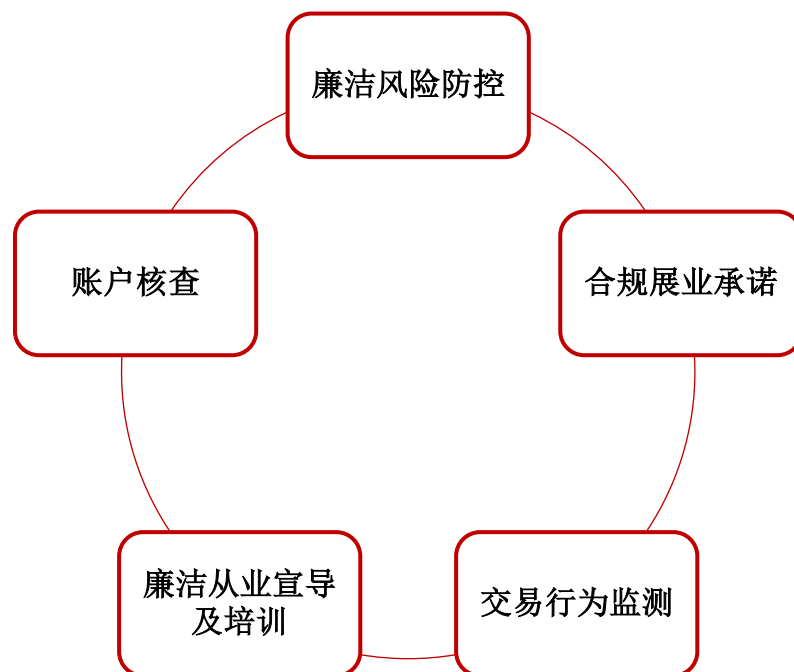 廉洁风险防控
账户核查
合规展业承诺
廉洁从业宣导
及培训
交易行为监测